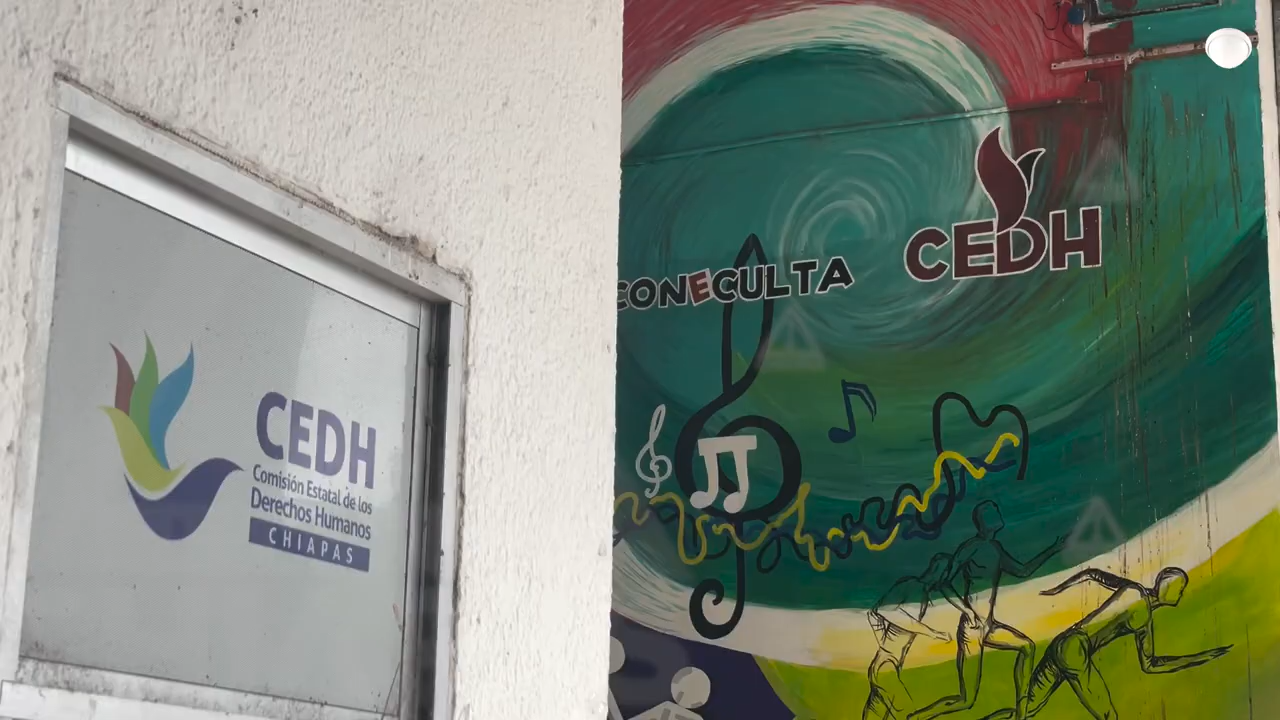 CEDH
Comisión Estatal de los
Derechos Humanos
CHIAPAS
CONECULTA
CEDH